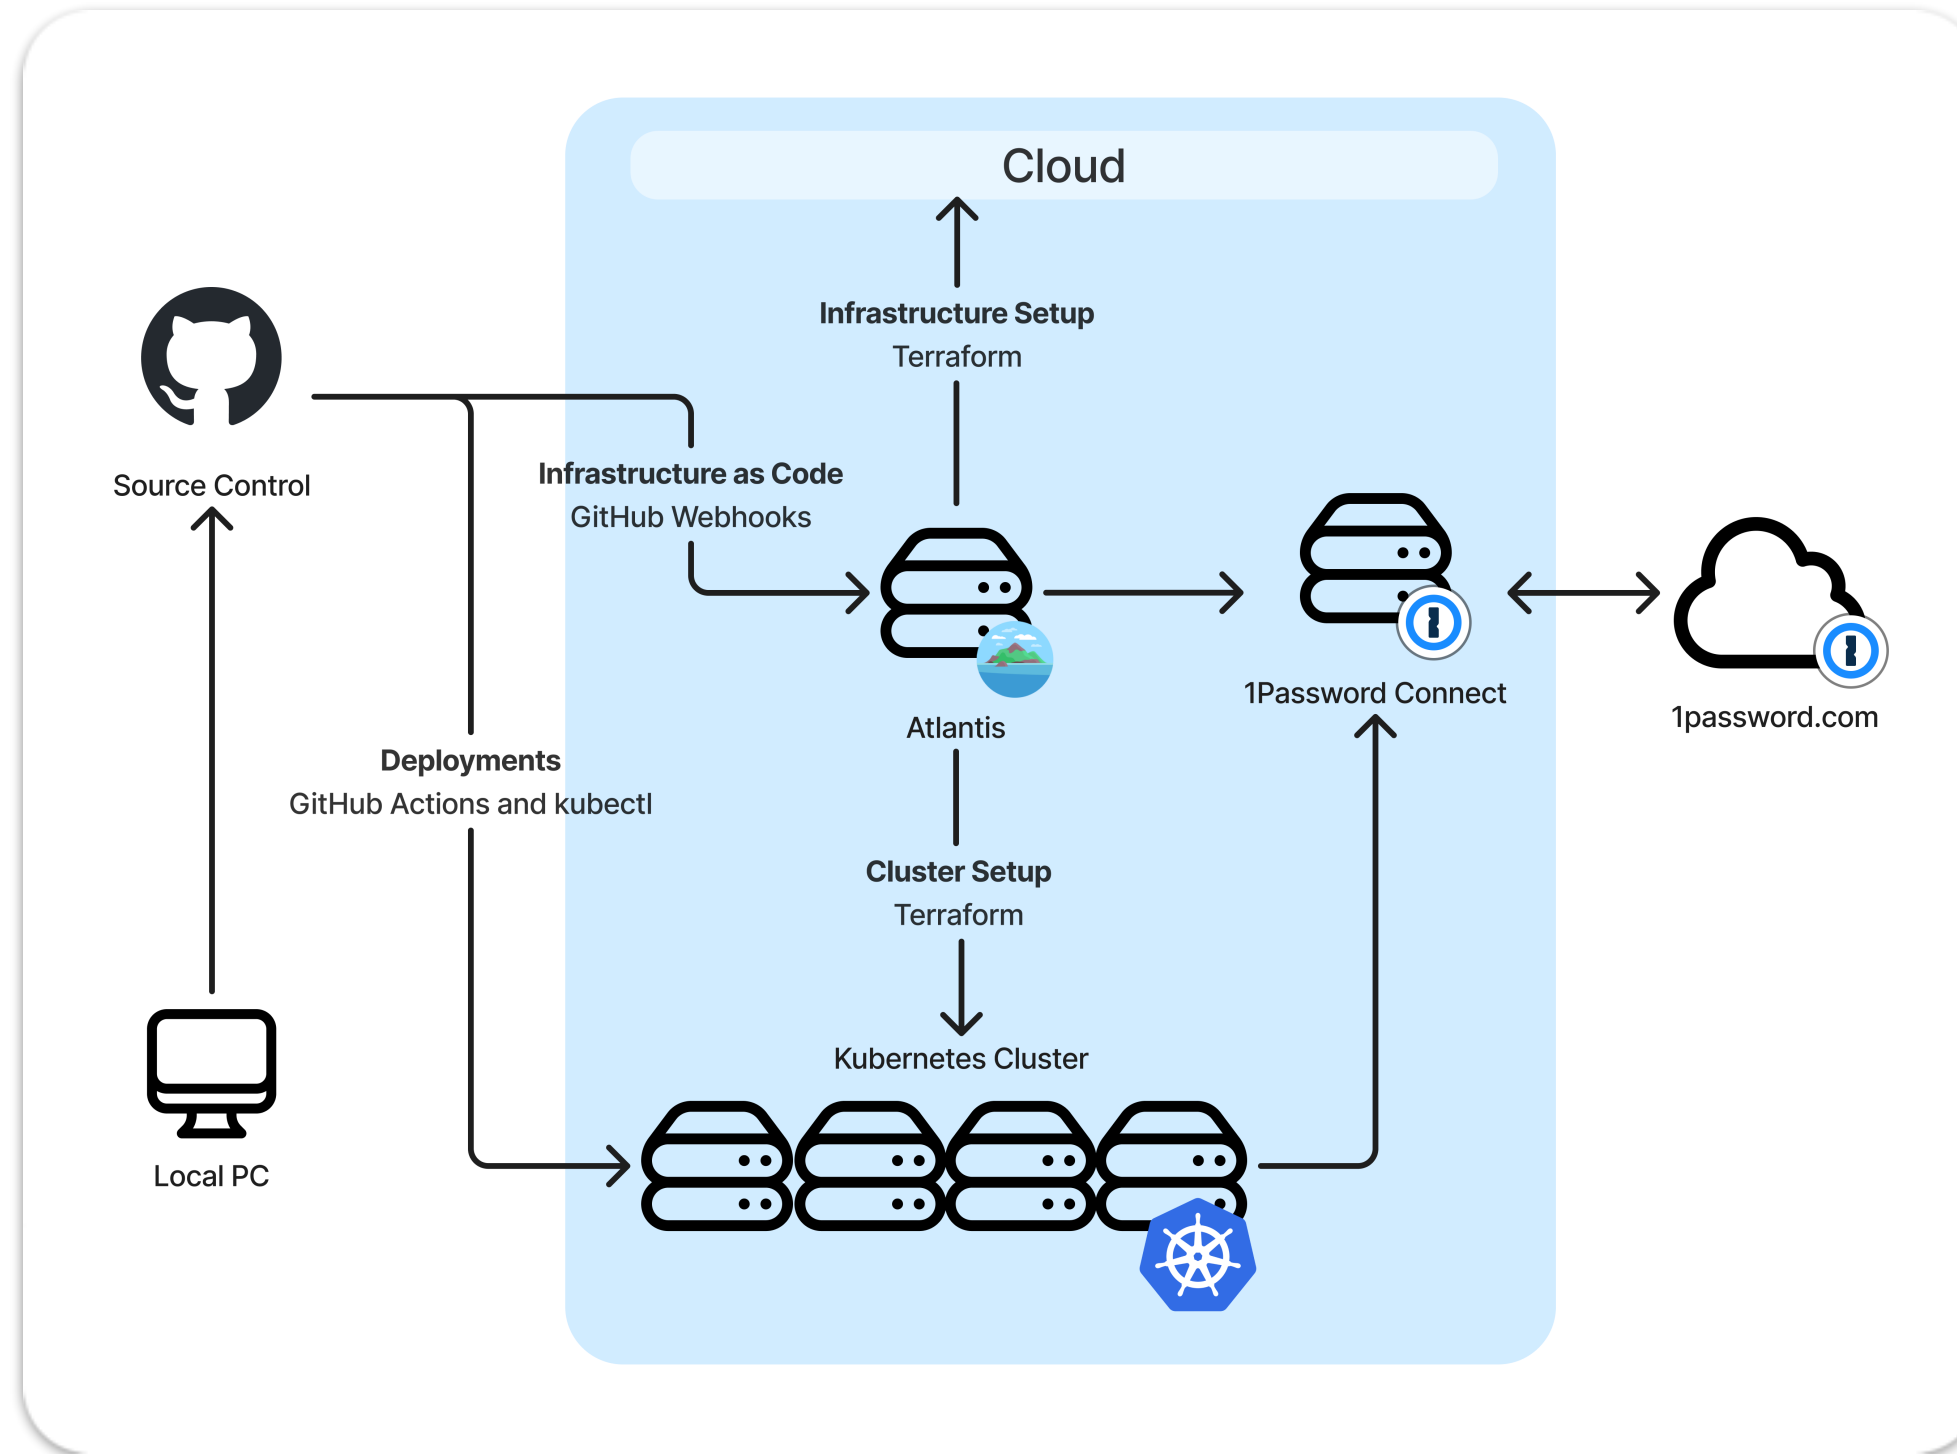 Cloud
Infrastructure Setup
Terraform
Source Control
Infrastructure as Code
GitHub Webhooks
Atlantis
1Password Connect
1password.com
Deployments
GitHub Actions and kubectl
Cluster Setup
Terraform
Kubernetes Cluster
Local PC